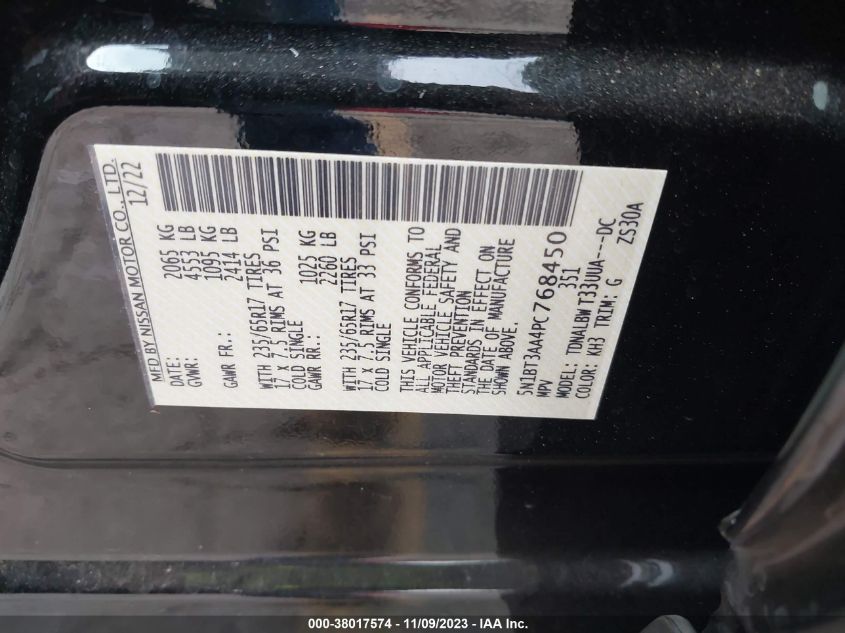 MFD BY NISSAN MOTOR CO., LTD.
DATE: 12/22
GVWR: 2065 KG
4553 LB
GAWR FR.: 1095 KG
2414 LB
WITH 235/65R17 TIRES
17 X 7.5 RIMS AT 36 PSI
COLD SINGLE
GAWR RR.: 1025 KG
2260 LB
WITH 235/65R17 TIRES
17 X 7.5 RIMS AT 33 PSI
COLD SINGLE
THIS VEHICLE CONFORMS TO
ALL APPLICABLE FEDERAL
MOTOR VEHICLE SAFETY AND
THEFT PREVENTION
STANDARDS IN EFFECT ON
THE DATE OF MANUFACTURE
SHOWN ABOVE.
5N1BT3AA4PC768450
MPV 351
MODEL: TDNALBWT33UUA---DC
COLOR: KH3 TRIM: G ZS30A
000-38017574 - 11/09/2023 - IAA Inc.